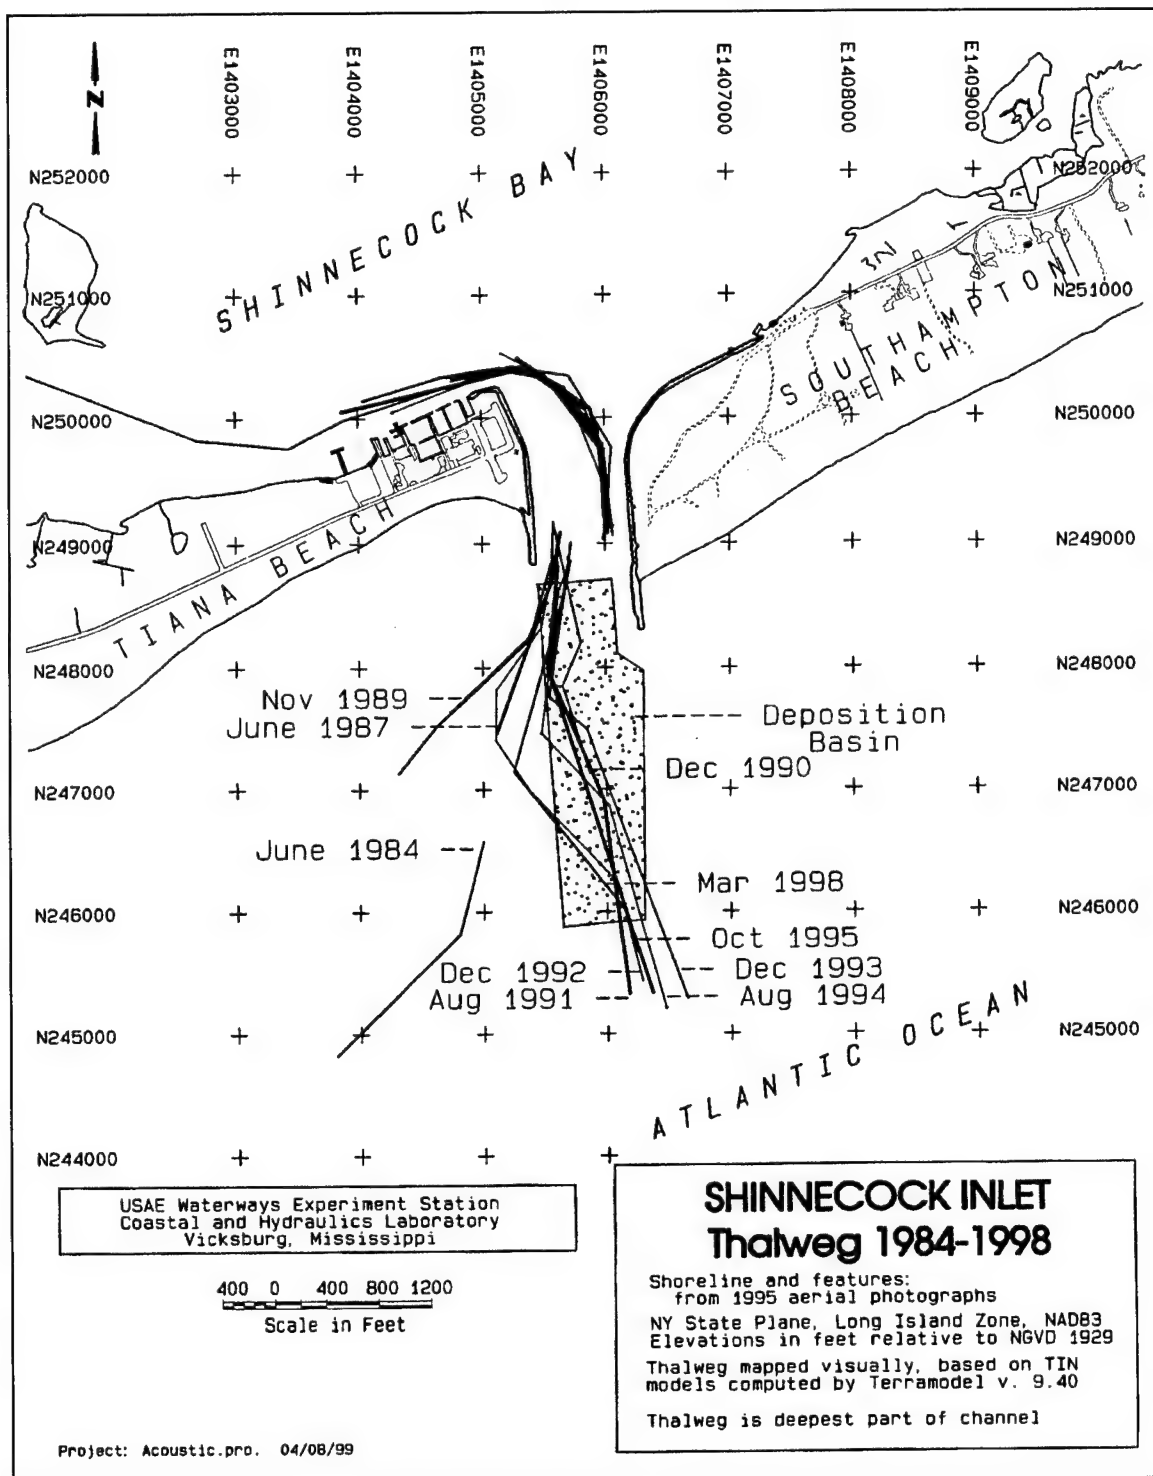 N
E1403000
E1404000
E1405000
E1406000
E1407000
E1408000
E1409000
N252000
N252000
SHINNECOCK BAY
N251000
N251000
SOUTHAMPTON
BEACH
N250000
N250000
N249000
N249000
TIANA BEACH
N248000
N248000
Nov 1989
June 1987
Deposition
Basin
Dec 1990
N247000
N247000
June 1984
Mar 1998
N246000
N246000
Oct 1995
Dec 1992
Dec 1993
Aug 1991
Aug 1994
N245000
N245000
ATLANTIC OCEAN
N244000
USAE Waterways Experiment Station
Coastal and Hydraulics Laboratory
Vicksburg, Mississippi
400 0 400 800 1200
Scale in Feet
SHINNECOCK INLET
Thalweg 1984-1998
Shoreline and features:
from 1995 aerial photographs
NY State Plane, Long Island Zone, NAD83
Elevations in feet relative to NGVD 1929
Thalweg mapped visually, based on TIN
models computed by Terramodel v. 9.40
Thalweg is deepest part of channel
Project: Acoustic.pro. 04/08/99